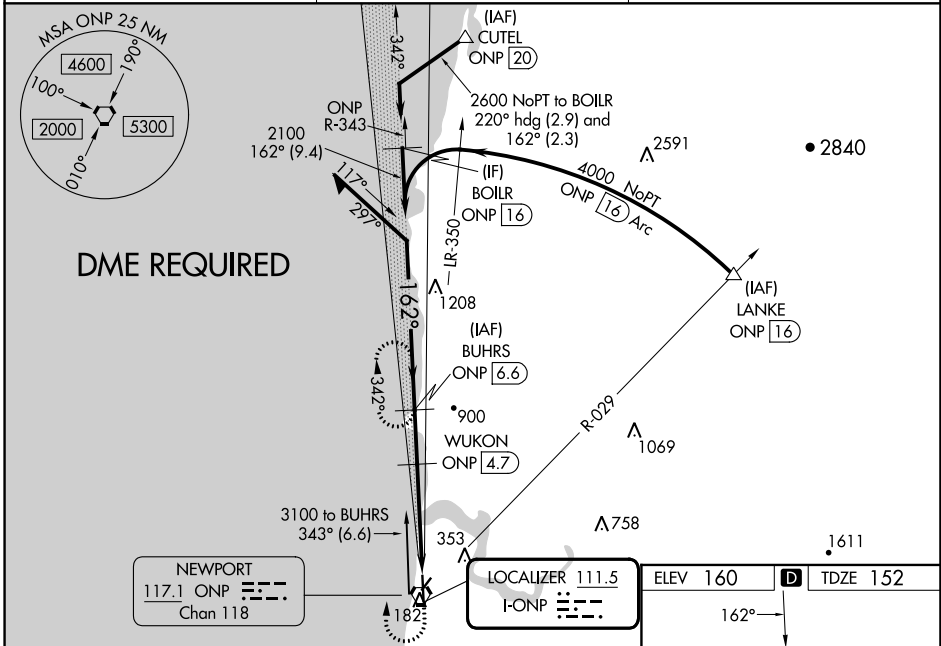 MSA ONP 25 NM
4600
190°
100°
2000
5300
010°
342°
(IAF)
CUTEL
ONP 20
ONP
R-343
2600 NoPT to BOILR
220° hdg (2.9) and
162° (2.3)
2100
162° (9.4)
2591
2840
(IF)
BOILR
ONP 16
4000 NoPT
ONP 16 Arc
117°
297°
LR-350
DME REQUIRED
162°
1208
(IAF)
LANKE
ONP 16
(IAF)
BUHRS
ONP 6.6
342°
900
R-029
1069
WUKON
ONP 4.7
3100 to BUHRS
343° (6.6)
758
353
1611
NEWPORT
117.1 ONP
Chan 118
182
LOCALIZER 111.5
I-ONP
ELEV 160
D
TDZE 152
162°